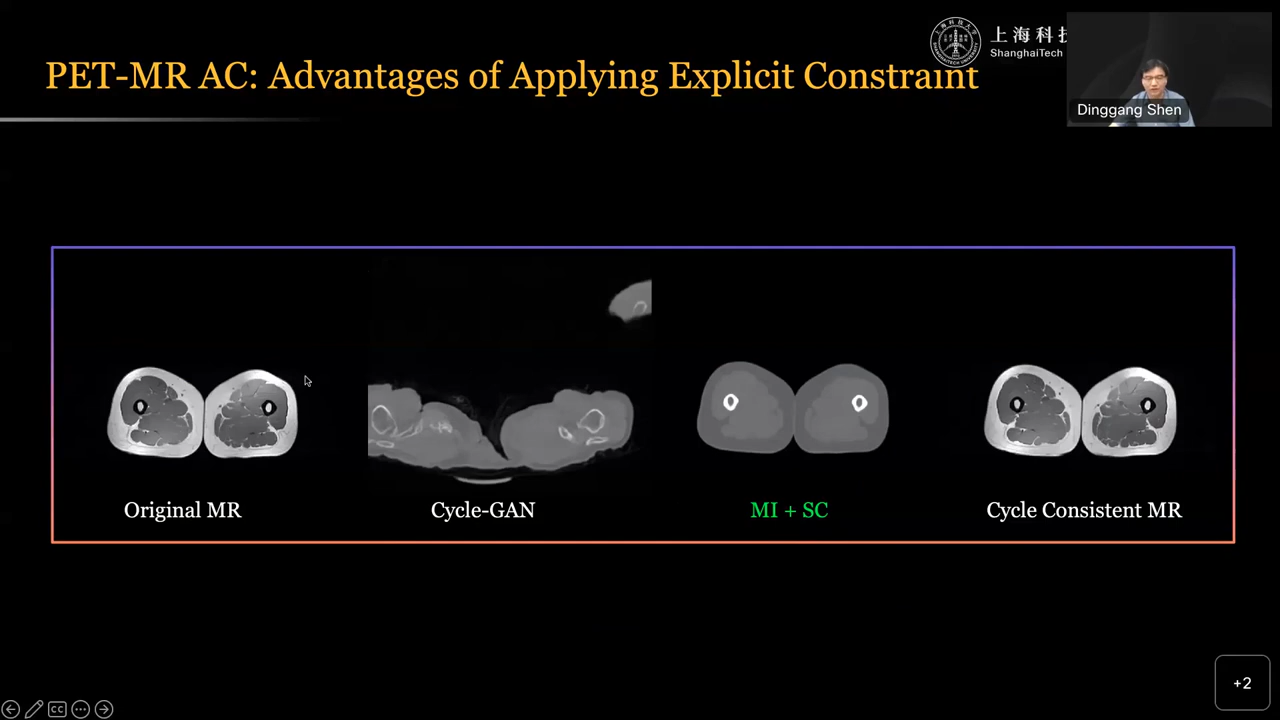 上海科技
ShanghaiTech
PET-MR AC: Advantages of Applying Explicit Constraint
Dinggang Shen
Original MR
Cycle-GAN
MI + SC
Cycle Consistent MR
+2
CC